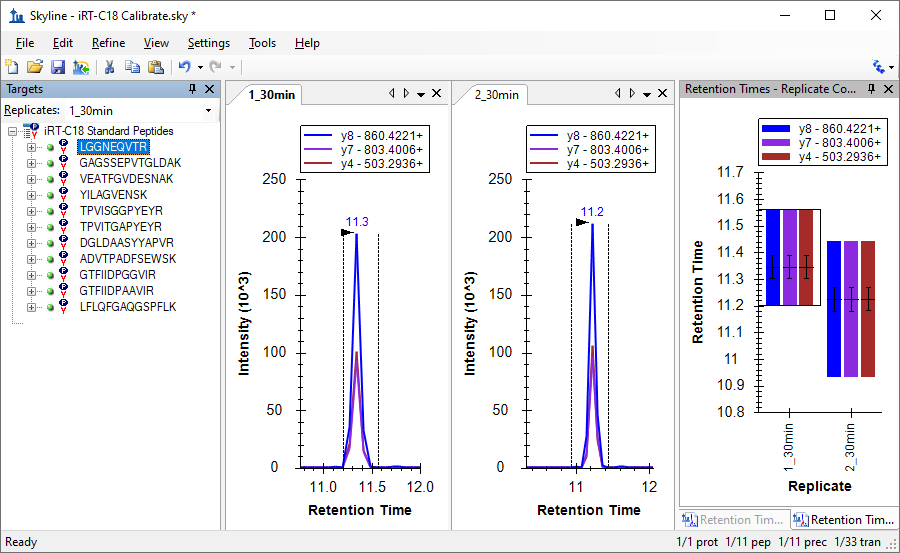 Skyline - iRT-C18 Calibrate.sky *
File Edit Refine View Settings Tools Help
Targets
Replicates: 1_30min
iRT-C18 Standard Peptides
LGGNEQVTR
GAGSSEPVTGLDAK
VEATFGVDESNAK
YILAGVENSK
TPVISGGPYEYR
TPVITGAPYEYR
DGLDAASYYAPVR
ADVTPADFSEWSK
GTFIIDPGGVIR
GTFIIDPAAVIR
LFLQFGAQGSPFLK
1_30min
y8 - 860.4221+
y7 - 803.4006+
y4 - 503.2936+
250
200
150
100
50
0
11.3
Intensity (10^3)
11.0 11.5 12.0
Retention Time
2_30min
y8 - 860.4221+
y7 - 803.4006+
y4 - 503.2936+
250
200
150
100
50
0
11.2
Intensity (10^3)
11 12
Retention Time
Retention Times - Replicate Co...
y8 - 860.4221+
y7 - 803.4006+
y4 - 503.2936+
11.7
11.6
11.5
11.4
11.3
11.2
11.1
11
10.9
10.8
Retention Time
1_30min
2_30min
Replicate
Retention Tim... Retention Tim...
Ready 1/1 prot 1/11 pep 1/11 prec 1/33 tran